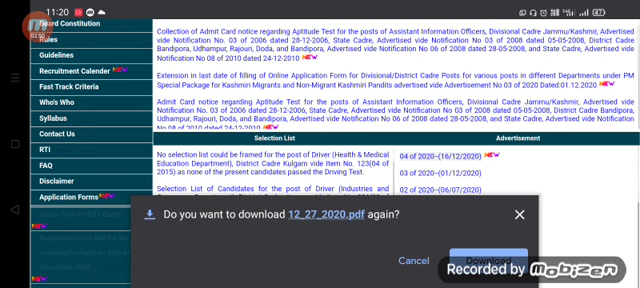 11:20
47
02:50
Board Constitution
Rules
Guidelines
Recruitment Calender NEW
Fast Track Criteria
Who's Who
Syllabus
Contact Us
RTI
FAQ
Disclaimer
Application Forms NEW
Collection of Admit Card notice regarding Aptitude Test for the posts of Assistant Information Officers, Divisional Cadre Jammu/Kashmir, Advertised
vide Notification No. 03 of 2006 dated 28-12-2006, State Cadre, Advertised vide Notification No 03 of 2008 dated 05-05-2008, District Cadre
Bandipora, Udhampur, Rajouri, Doda, and Bandipora, Advertised vide Notification No 06 of 2008 dated 28-05-2008, and State Cadre, Advertised vide
Notification No 08 of 2010 dated 24-12-2010 NEW
Extension in last date of filling of Online Application Form for Divisional/District Cadre Posts for various posts in different Departments under PM
Special Package for Kashmiri Migrants and Non-Migrant Kashmiri Pandits advertised vide Advertisement No 03 of 2020 Dated:01.12.2020 NEW
Admit Card notice regarding Aptitude Test for the posts of Assistant Information Officers, Divisional Cadre Jammu/Kashmir, Advertised vide
Notification No. 03 of 2006 dated 28-12-2006, State Cadre, Advertised vide Notification No 03 of 2008 dated 05-05-2008, District Cadre Bandipora,
Udhampur, Rajouri, Doda, and Bandipora, Advertised vide Notification No 06 of 2008 dated 28-05-2008, and State Cadre, Advertised vide Notification
No 08 of 2010 dated 24-12-2010 NEW
Selection List
Advertisement
No selection list could be framed for the post of Driver (Health & Medical
Education Department), District Cadre Kulgam vide Item No. 123(04 of
2015) as none of the present candidates passed the Driving Test.
Selection List of Candidates for the post of Driver (Industries and
04 of 2020--(16/12/2020) NEW
03 of 2020--(01/12/2020)
02 of 2020--(06/07/2020)
Do you want to download 12_27_2020.pdf again?
Cancel
Download
Recorded by Mobizen